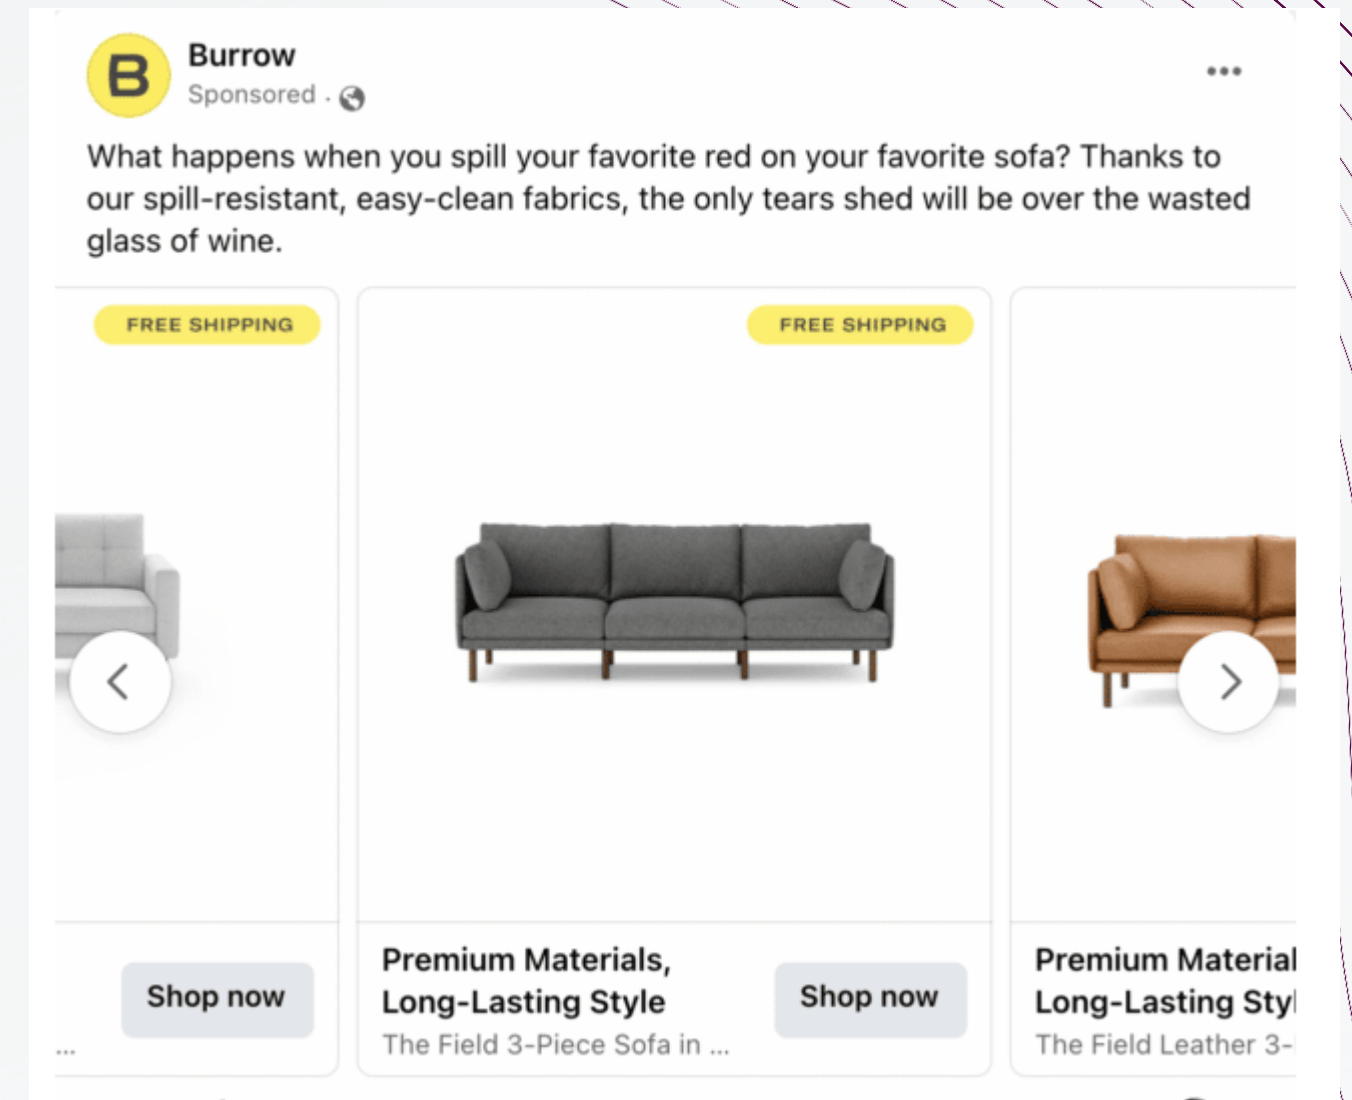 B
Burrow
Sponsored ·
What happens when you spill your favorite red on your favorite sofa? Thanks to
our spill-resistant, easy-clean fabrics, the only tears shed will be over the wasted
glass of wine.
FREE SHIPPING
FREE SHIPPING
Shop now
...
Premium Materials,
Long-Lasting Style
The Field 3-Piece Sofa in ...
Shop now
Premium Material
Long-Lasting Sty
The Field Leather 3-